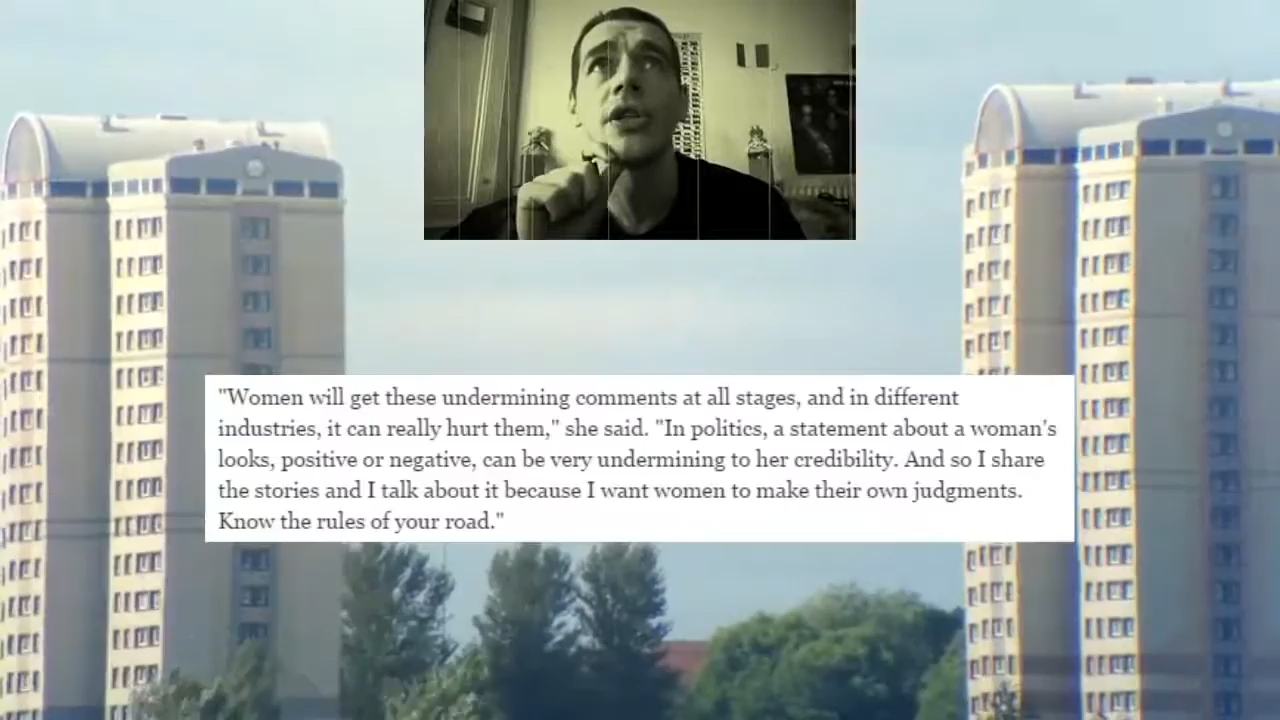 "Women will get these undermining comments at all stages, and in different
industries, it can really hurt them," she said. "In politics, a statement about a woman's
looks, positive or negative, can be very undermining to her credibility. And so I share
the stories and I talk about it because I want women to make their own judgments.
Know the rules of your road."